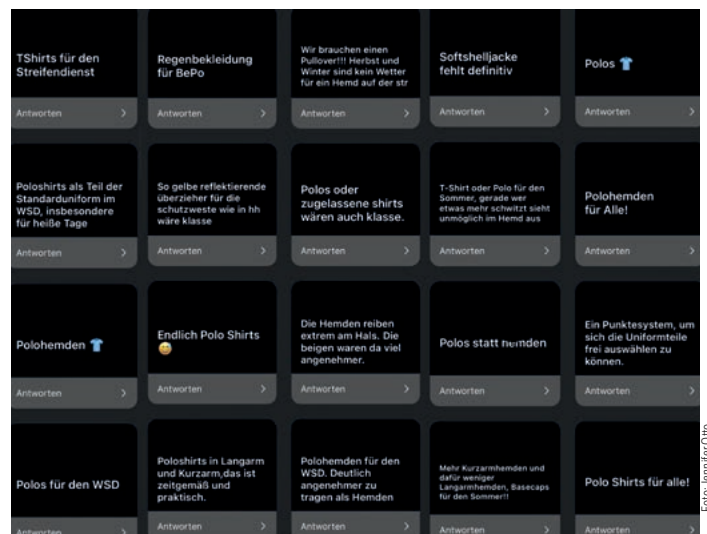 TShirts für den
Streifendienst
Antworten >
Regenbekleidung
für BePo
Antworten >
Wir brauchen einen
Pullover!!! Herbst und
Winter sind kein Wetter
für ein Hemd auf der str
Antworten >
Softshelljacke
fehlt definitiv
Antworten >
Polos 👕
Antworten >
Poloshirts als Teil der
Standarduniform im
WSD, insbesondere
für heiße Tage
Antworten >
So gelbe reflektierende
überzieher für die
schutzweste wie in hh
wäre klasse
Antworten >
Polos oder
zugelassene shirts
wären auch klasse.
Antworten >
T-Shirt oder Polo für den
Sommer, gerade wer
etwas mehr schwitzt sieht
unmöglich im Hemd aus
Antworten >
Polohemden
für Alle!
Antworten >
Polohemden 👕
Antworten >
Endlich Polo Shirts
😅
Antworten >
Die Hemden reiben
extrem am Hals. Die
beigen waren da viel
angenehmer.
Antworten >
Polos statt hemden
Antworten >
Ein Punktesystem, um
sich die Uniformteile
frei auswählen zu
können.
Antworten >
Polos für den WSD
Antworten >
Poloshirts in Langarm
und Kurzarm,das ist
zeitgemäß und
praktisch.
Antworten >
Polohemden für den
WSD. Deutlich
angenehmer zu
tragen als Hemden
Antworten >
Mehr Kurzarmhemden und
dafür weniger
Langarmhemden, Basecaps
für den Sommer!!
Antworten >
Polo Shirts für alle!
Antworten >
Foto: Jennifer Otto